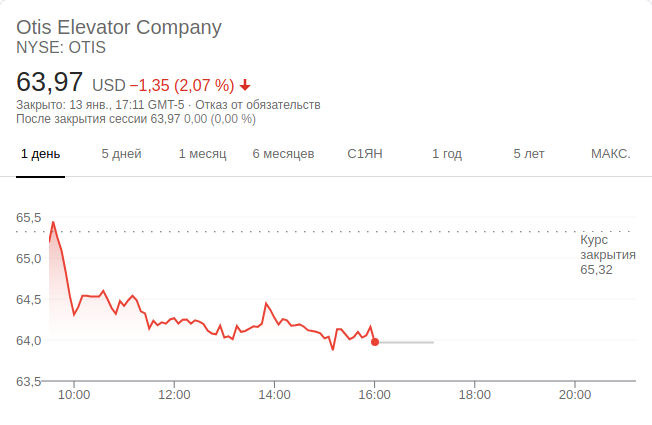 Otis Elevator Company
NYSE: OTIS
63,97 USD −1,35 (2,07 %)
Закрыто: 13 янв., 17:11 GMT-5 · Отказ от обязательств
После закрытия сессии 63,97 0,00 (0,00 %)
1 день 5 дней 1 месяц 6 месяцев С1ЯН 1 год 5 лет МАКС.
65,5
Курс
закрытия
65,32
65,0
64,5
64,0
63,5
10:00 12:00 14:00 16:00 18:00 20:00